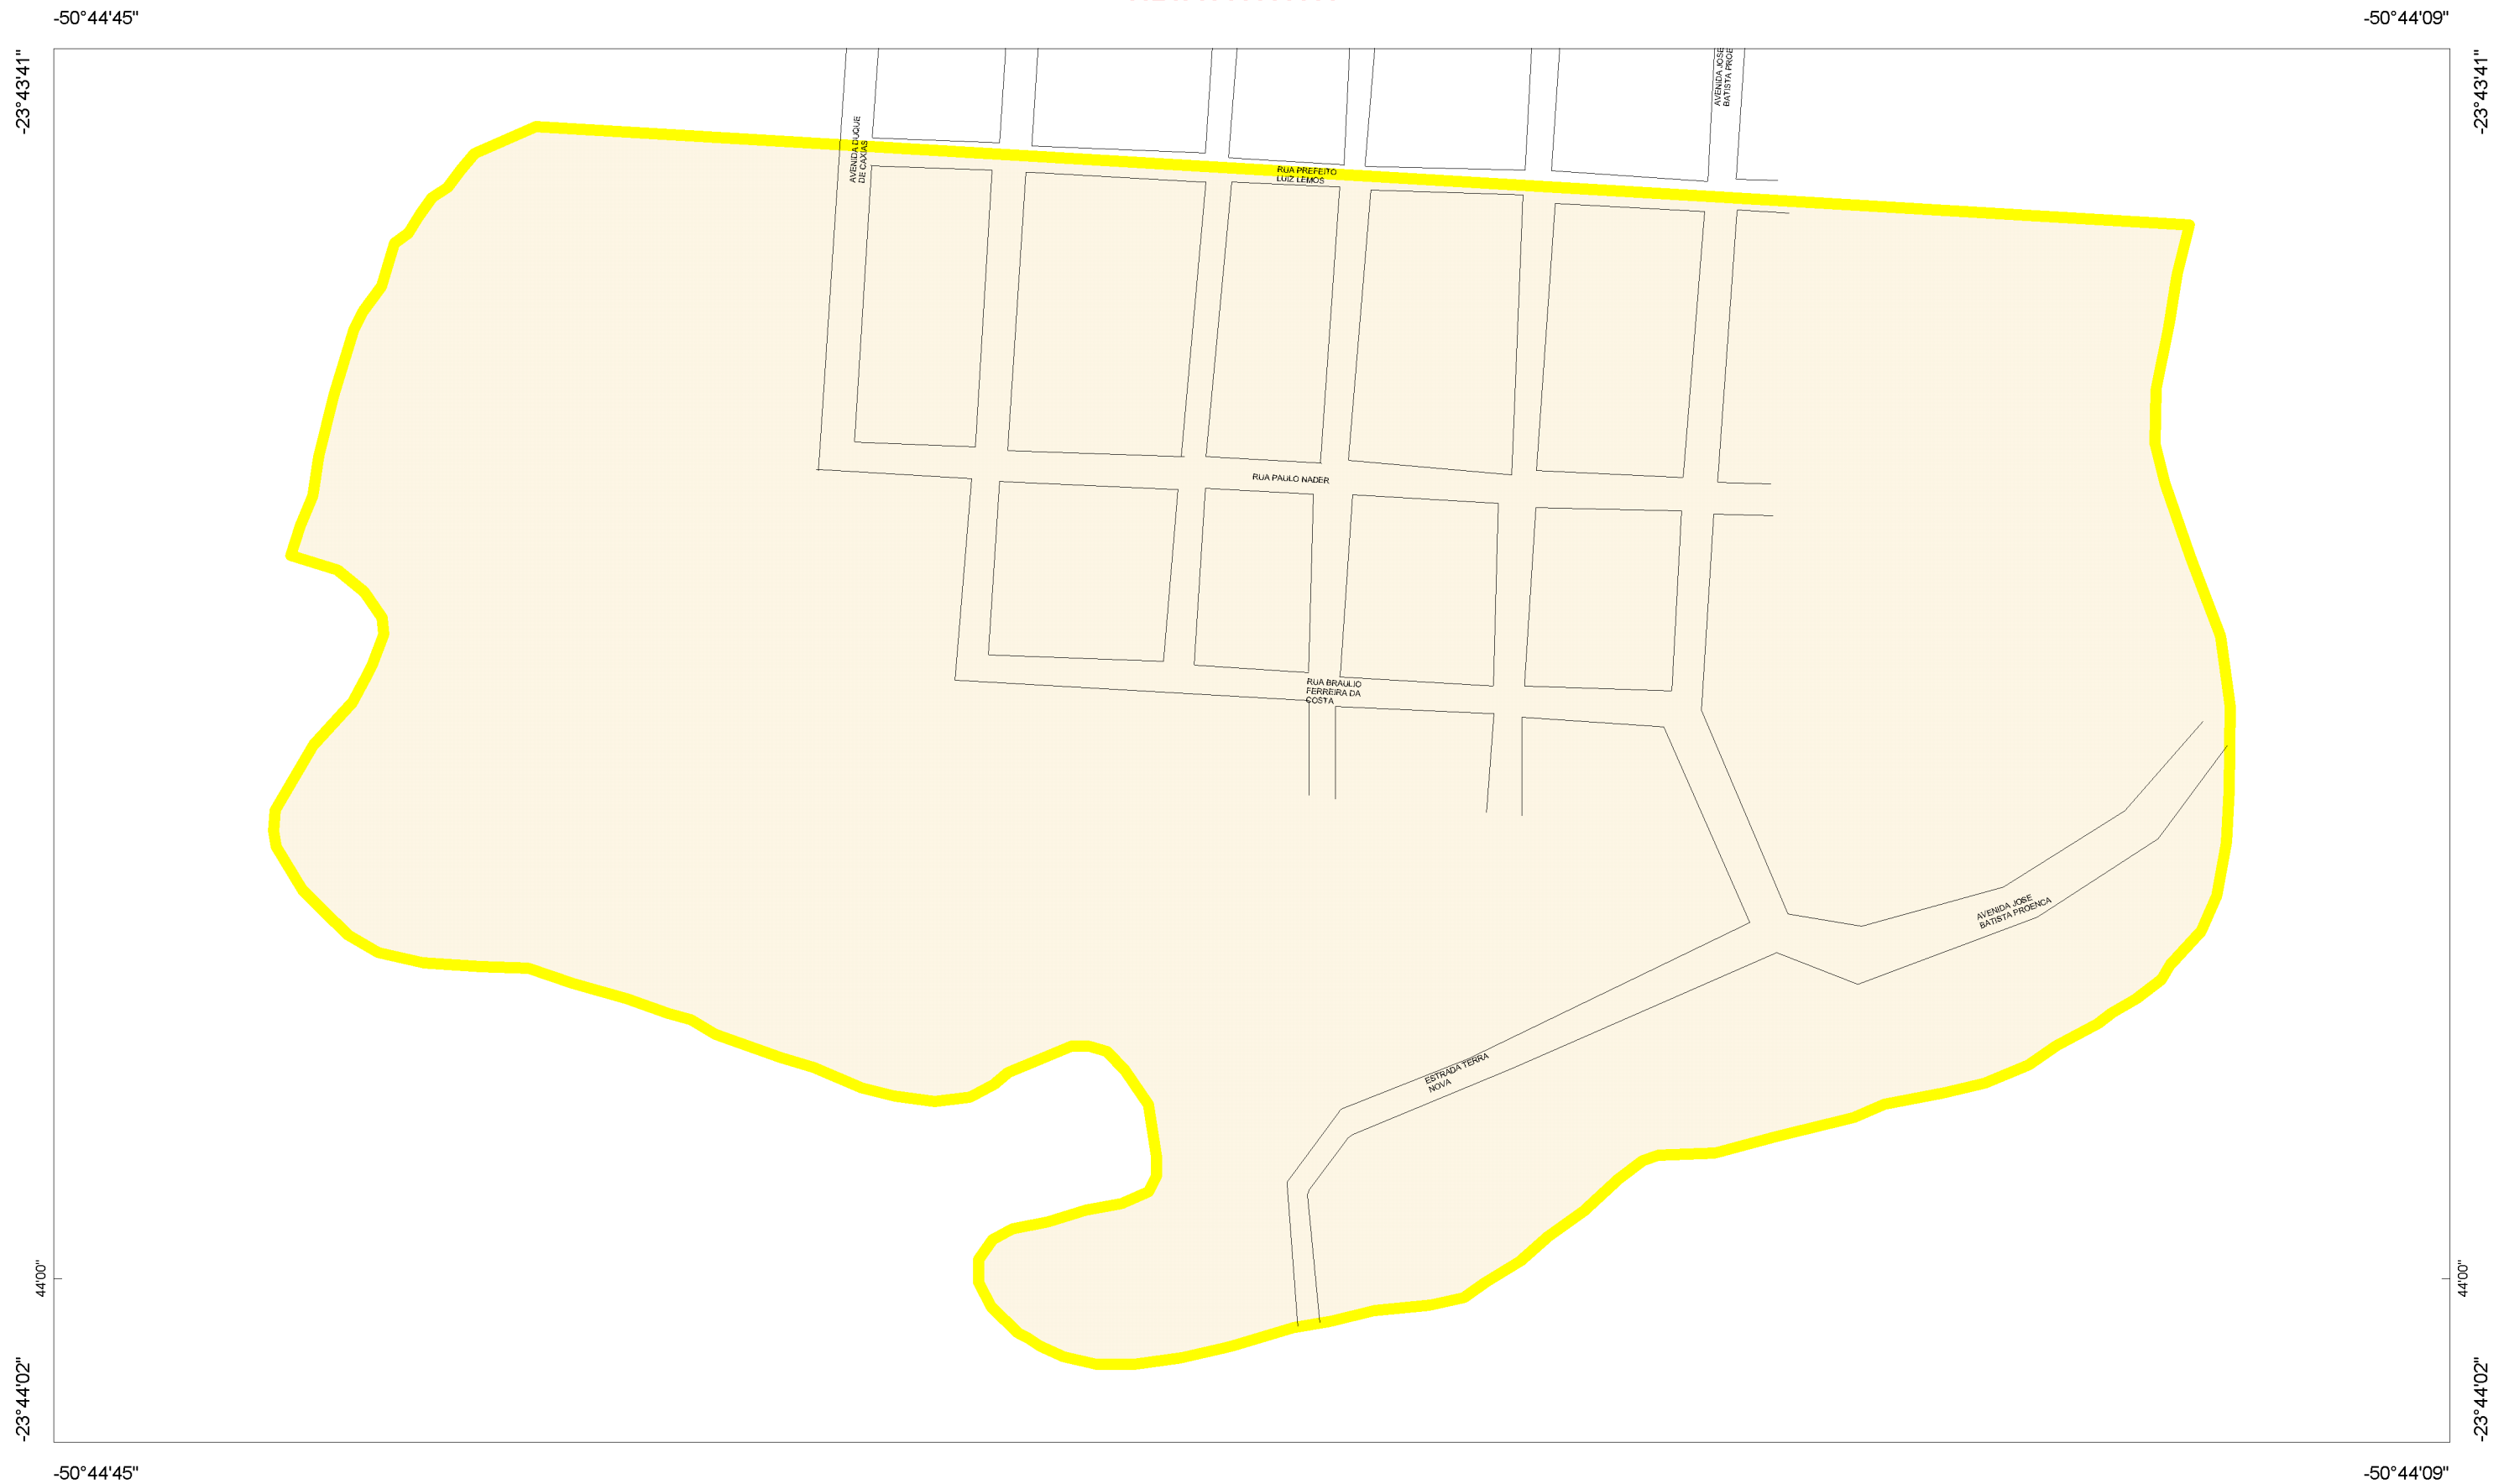 -50°44'45"
-50°44'09"
-23°43'41"
-23°43'41"
AVENIDA JOSE
BATISTA PROE
AVENIDA DUQUE
DE CAXIAS
RUA PREFEITO
LUIZ LEMOS
RUA PAULO NADER
RUA BRAULIO
FERREIRA DA
COSTA
AVENIDA JOSE
BATISTA PROENCA
ESTRADA TERRA
NOVA
44'00"
44'00"
-23°44'02"
-23°44'02"
-50°44'45"
-50°44'09"